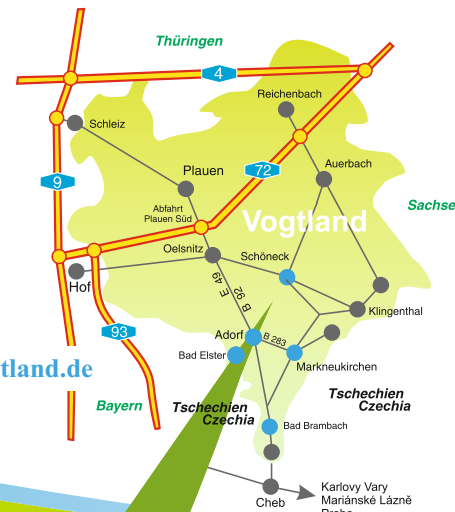 Thüringen
4
Reichenbach
Schleiz
Auerbach
Plauen
72
9
Abfahrt
Plauen Süd
Sachse
Vogtland
Oelsnitz
Schöneck
Hof
E 49
B 92
Klingenthal
93
Adorf
B 283
Bad Elster
tland.de
Markneukirchen
Bayern
Tschechien
Czechia
Tschechien
Czechia
Bad Brambach
Karlovy Vary
Mariánské Lázně
Cheb
Praha